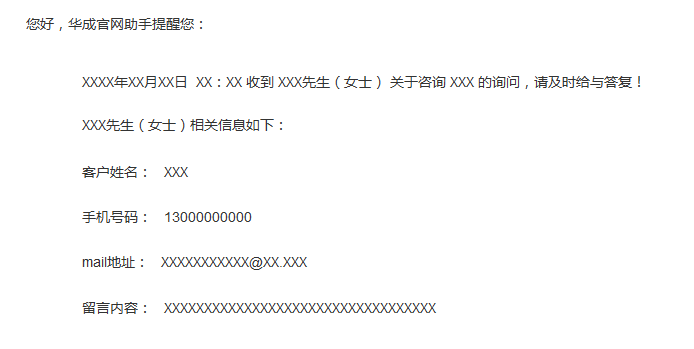 您好，华成官网助手提醒您：
XXXX年XX月XX日 XX：XX 收到 XXX先生（女士） 关于咨询 XXX 的询问，请及时给与答复！
XXX先生（女士）相关信息如下：
客户姓名： XXX
手机号码： 13000000000
mail地址： XXXXXXXXXXX@XX.XXX
留言内容： XXXXXXXXXXXXXXXXXXXXXXXXXXXXXXXXXX